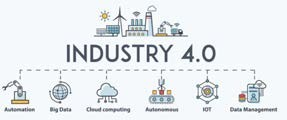 INDUSTRY 4.0
Automation Big Data Cloud computing Autonomous IOT Data Management